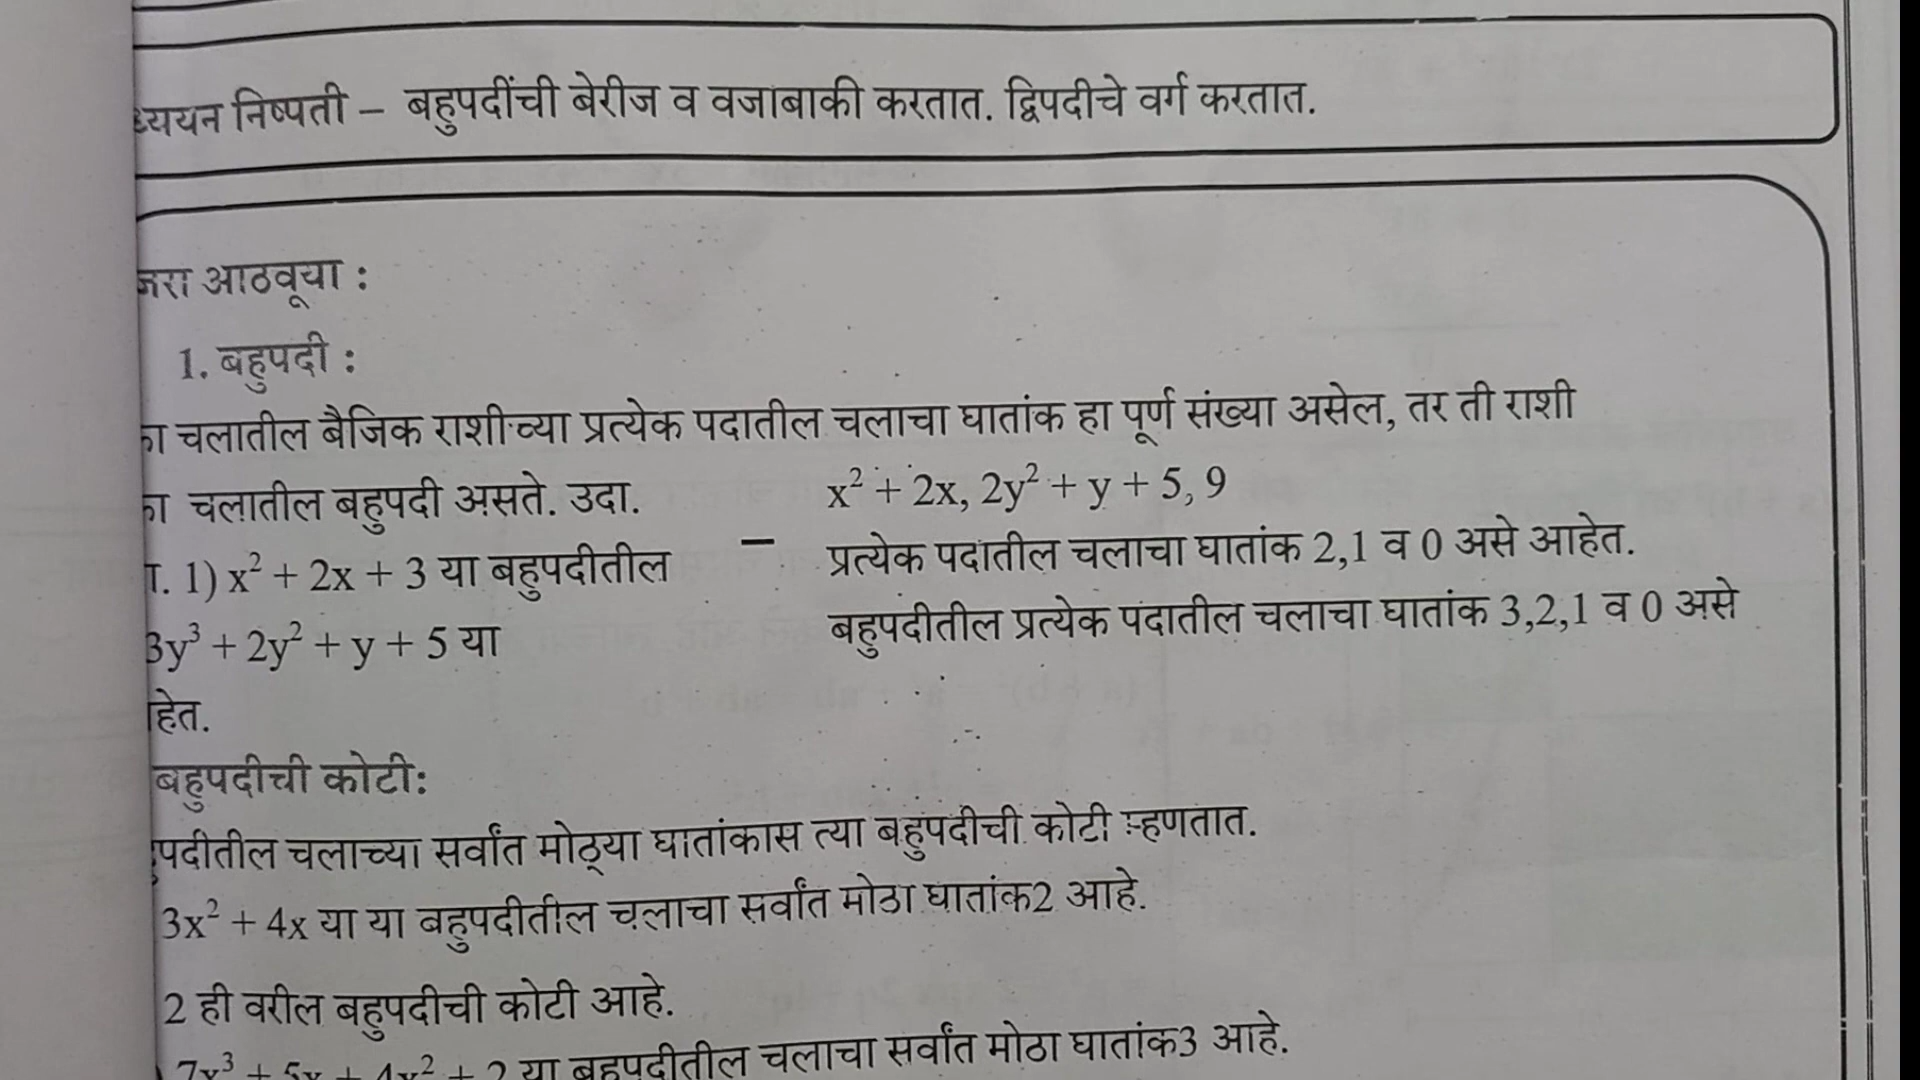 ध्ययन निष्पती – बहुपदींची बेरीज व वजाबाकी करतात. द्विपदीचे वर्ग करतात.
जरा आठवूया :
1. बहुपदी :
का चलातील बैजिक राशीच्या प्रत्येक पदातील चलाचा घातांक हा पूर्ण संख्या असेल, तर ती राशी
का चलातील बहुपदी असते. उदा. x² + 2x, 2y² + y + 5, 9
1) x² + 2x + 3 या बहुपदीतील – प्रत्येक पदातील चलाचा घातांक 2,1 व 0 असे आहेत.
3y³ + 2y² + y + 5 या बहुपदीतील प्रत्येक पदातील चलाचा घातांक 3,2,1 व 0 असे
हेत.
बहुपदीची कोटी:
पदीतील चलाच्या सर्वांत मोठ्या घातांकास त्या बहुपदीची कोटी म्हणतात.
3x² + 4x या या बहुपदीतील चलाचा सर्वांत मोठा घातांक2 आहे.
2 ही वरील बहुपदीची कोटी आहे.
+ 2 या बहुपदीतील चलाचा सर्वांत मोठा घातांक3 आहे.